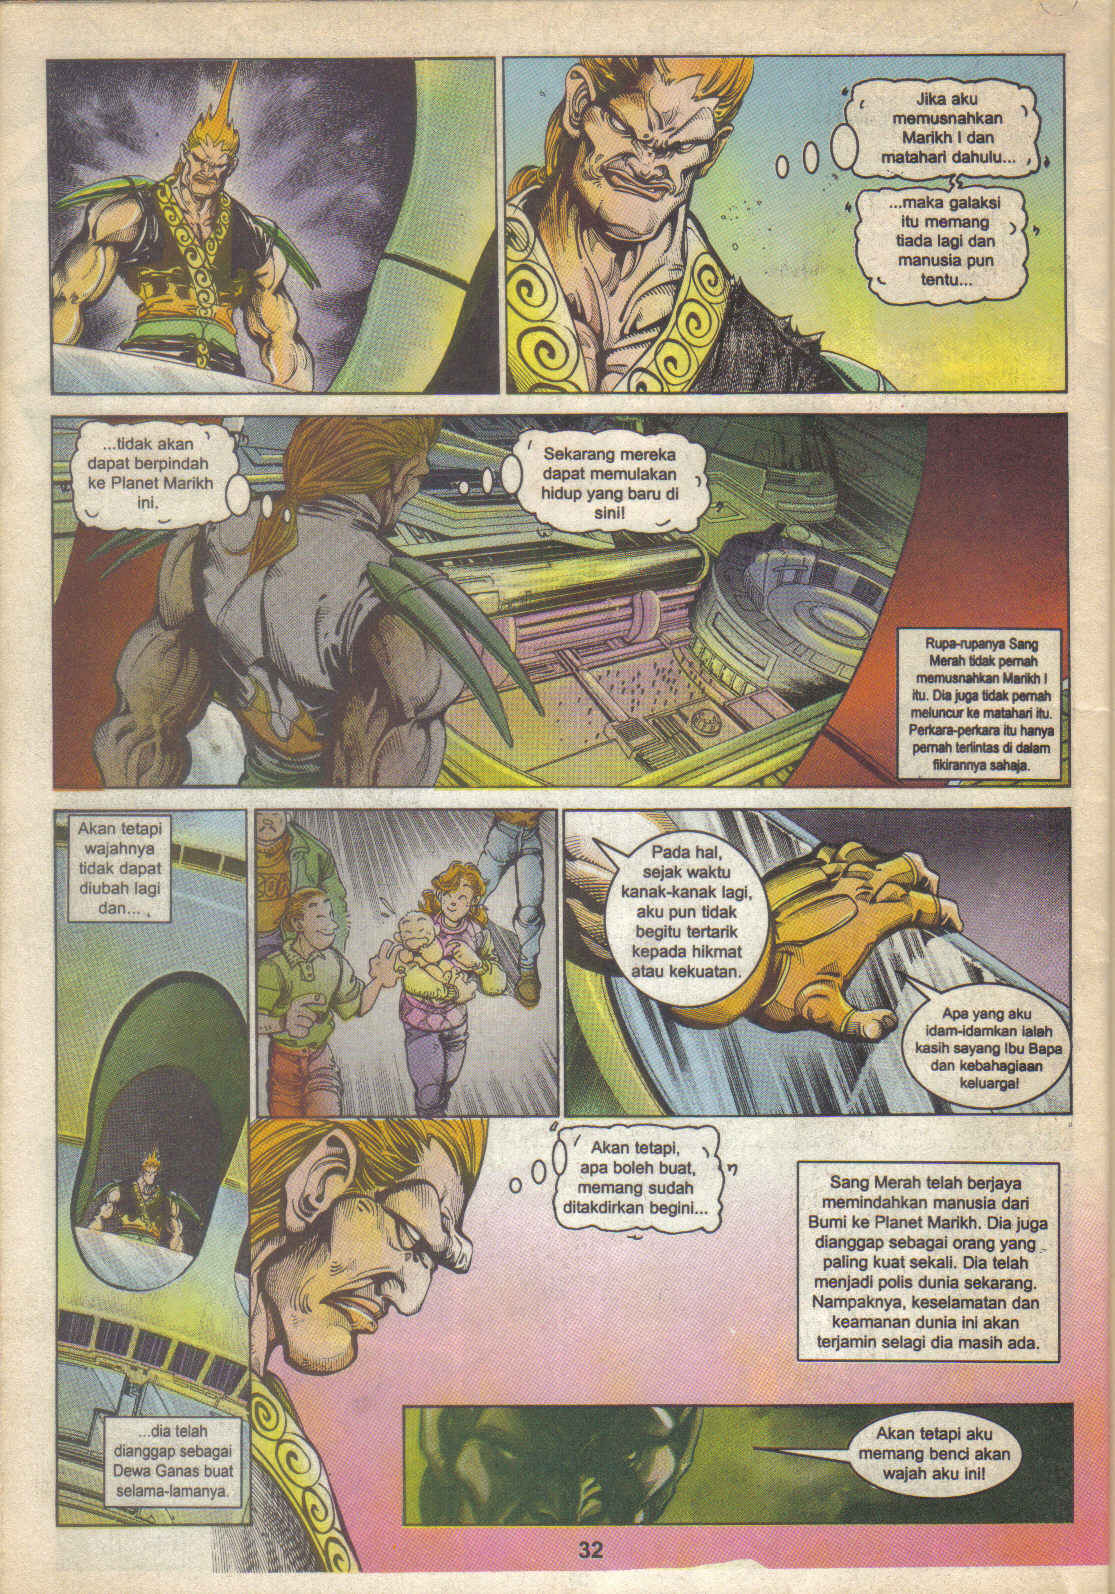 Jika aku
memusnahkan
Marikh I dan
matahari dahulu...
...maka galaksi
itu memang
tiada lagi dan
manusia pun
tentu...
...tidak akan
dapat berpindah
ke Planet Marikh
ini.
Sekarang mereka
dapat memulakan
hidup yang baru di
sini!
Rupa-rupanya Sang
Merah tidak pernah
memusnahkan Marikh I
itu. Dia juga tidak pernah
meluncur ke matahari itu.
Perkara-perkara itu hanya
pernah terlintas di dalam
fikirannya sahaja.
Akan tetapi
wajahnya
tidak dapat
diubah lagi
dan...
...dia telah
dianggap sebagai
Dewa Ganas buat
selama-lamanya.
Pada hal,
sejak waktu
kanak-kanak lagi,
aku pun tidak
begitu tertarik
kepada hikmat
atau kekuatan.
Apa yang aku
idam-idamkan ialah
kasih sayang Ibu Bapa
dan kebahagiaan
keluarga!
Akan tetapi,
apa boleh buat,
memang sudah
ditakdirkan begini...
Sang Merah telah berjaya
memindahkan manusia dari
Bumi ke Planet Marikh. Dia juga
dianggap sebagai orang yang
paling kuat sekali. Dia telah
menjadi polis dunia sekarang.
Nampaknya, keselamatan dan
keamanan dunia ini akan
terjamin selagi dia masih ada.
Akan tetapi aku
memang benci akan
wajah aku ini!
32